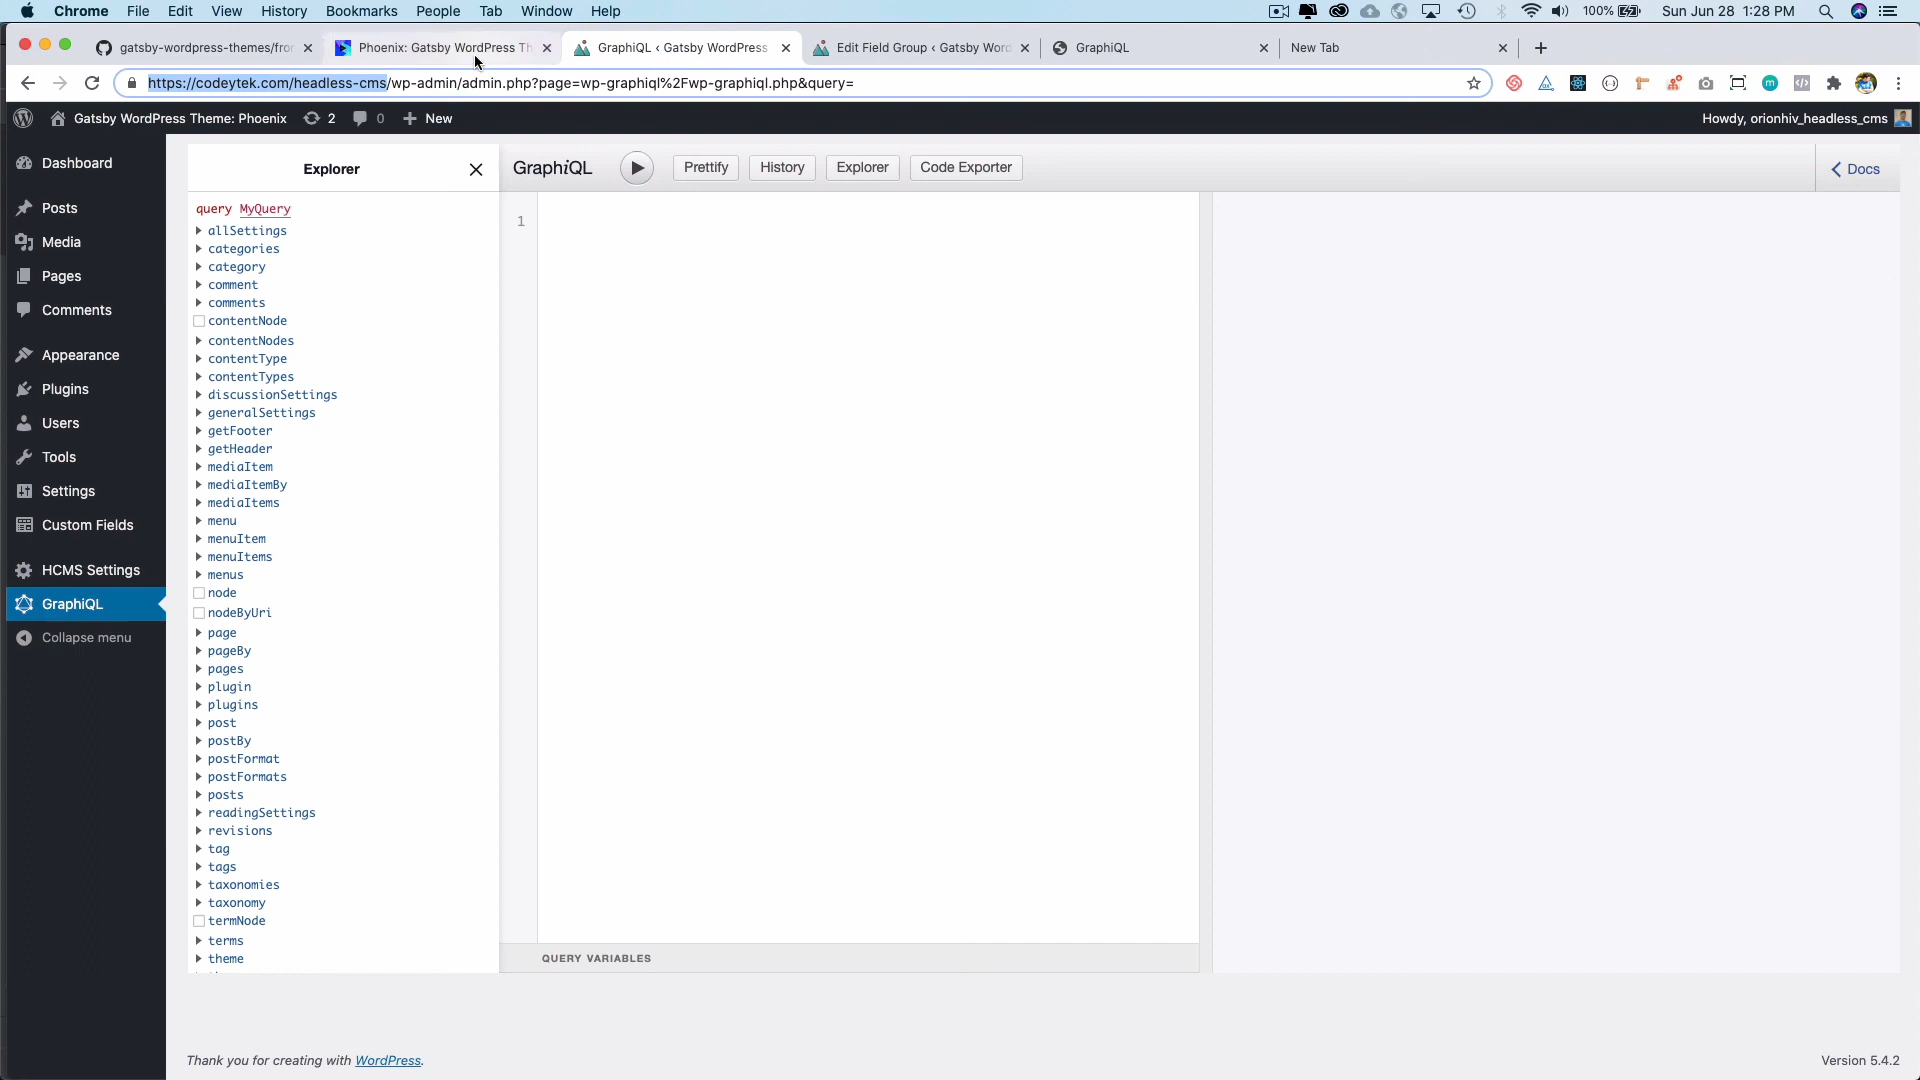 Chrome File Edit View History Bookmarks People Tab Window Help 100% Sun Jun 28 1:28 PM
gatsby-wordpress-themes/fro Phoenix: Gatsby WordPress Th GraphiQL ‹ Gatsby WordPress Edit Field Group ‹ Gatsby Word GraphiQL New Tab
https://codeytek.com/headless-cms/wp-admin/admin.php?page=wp-graphiql%2Fwp-graphiql.php&query=
Gatsby WordPress Theme: Phoenix 2 0 New Howdy, orionhiv_headless_cms
Dashboard
Posts
Media
Pages
Comments
Appearance
Plugins
Users
Tools
Settings
Custom Fields
HCMS Settings
GraphiQL
Collapse menu
Explorer
query MyQuery
allSettings
categories
category
comment
comments
contentNode
contentNodes
contentType
contentTypes
discussionSettings
generalSettings
getFooter
getHeader
mediaItem
mediaItemBy
mediaItems
menu
menuItem
menuItems
menus
node
nodeByUri
page
pageBy
pages
plugin
plugins
post
postBy
postFormat
postFormats
posts
readingSettings
revisions
tag
tags
taxonomies
taxonomy
termNode
terms
theme
GraphiQL Prettify History Explorer Code Exporter Docs
1
QUERY VARIABLES
Thank you for creating with WordPress.
Version 5.4.2